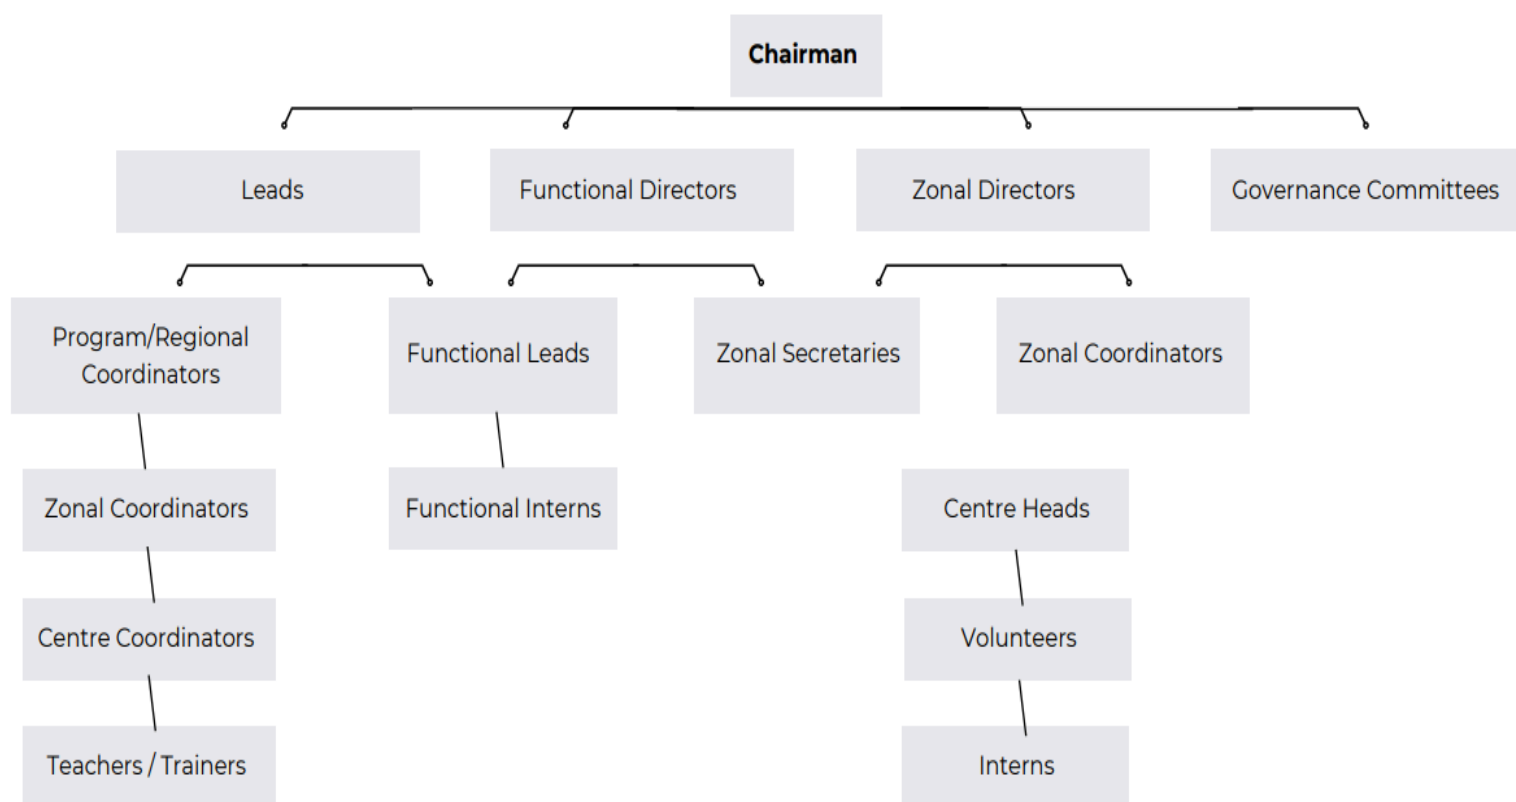 Chairman
Leads
Functional Directors
Zonal Directors
Governance Committees
Program/Regional
Coordinators
Functional Leads
Zonal Secretaries
Zonal Coordinators
Zonal Coordinators
Functional Interns
Centre Heads
Centre Coordinators
Volunteers
Teachers / Trainers
Interns